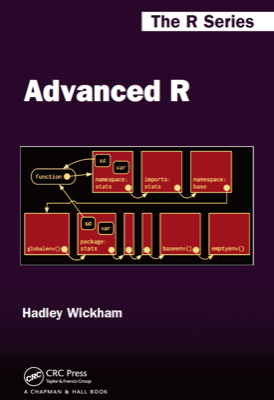 The R Series
Advanced R
sd
var
function
namespace:
stats
imports:
stats
namespace:
base
sd
var
globalenv()
package:
stats
baseenv()
emptyenv()
Hadley Wickham
CRC Press
Taylor & Francis Group
A CHAPMAN & HALL BOOK